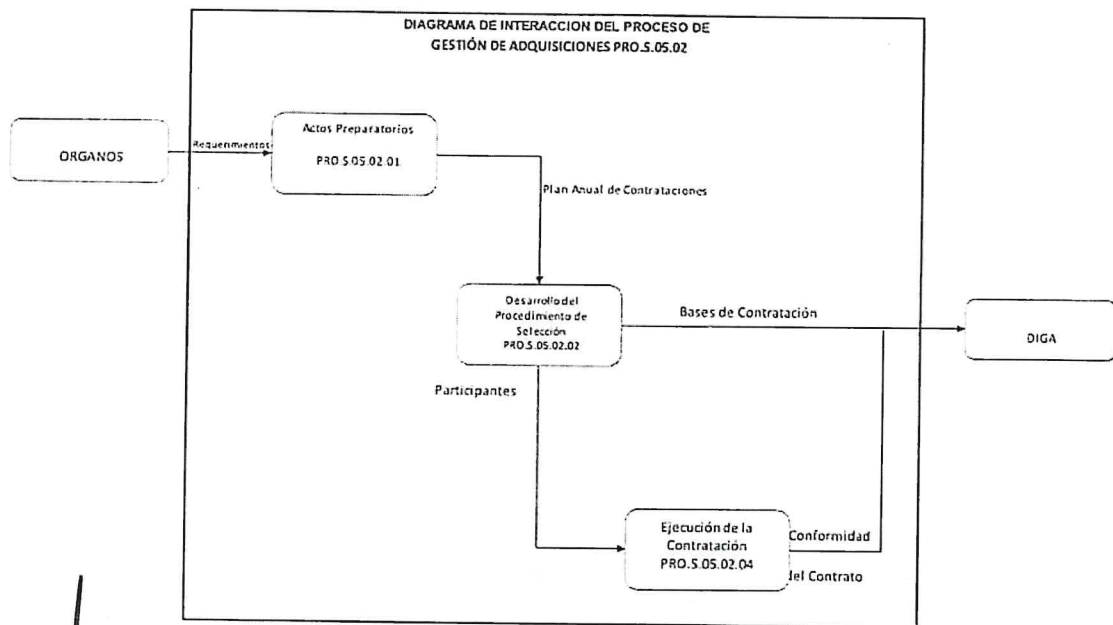 DIAGRAMA DE INTERACCION DEL PROCESO DE
GESTIÓN DE ADQUISICIONES PRO.S.05.02
ORGANOS
Requerimientos
Actos Preparatorios
PRO.S.05.02.01
Plan Anual de Contrataciones
Desarrollo del
Procedimiento de
Selección
PRO.S.05.02.02
Bases de Contratación
DIGA
Participantes
Ejecución de la
Contratación
PRO.S.05.02.04
Conformidad
del Contrato